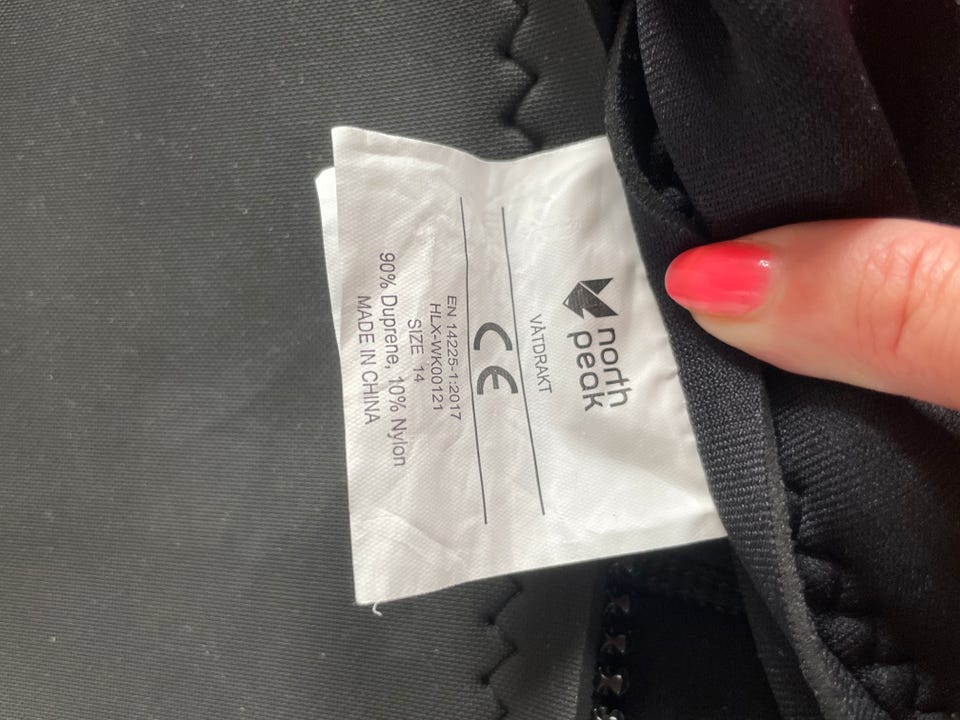 north
peak
VÅTDRAKT
CE
EN 14225-1:2017
HLX-WK00121
SIZE 14
90% Duprene, 10% Nylon
MADE IN CHINA